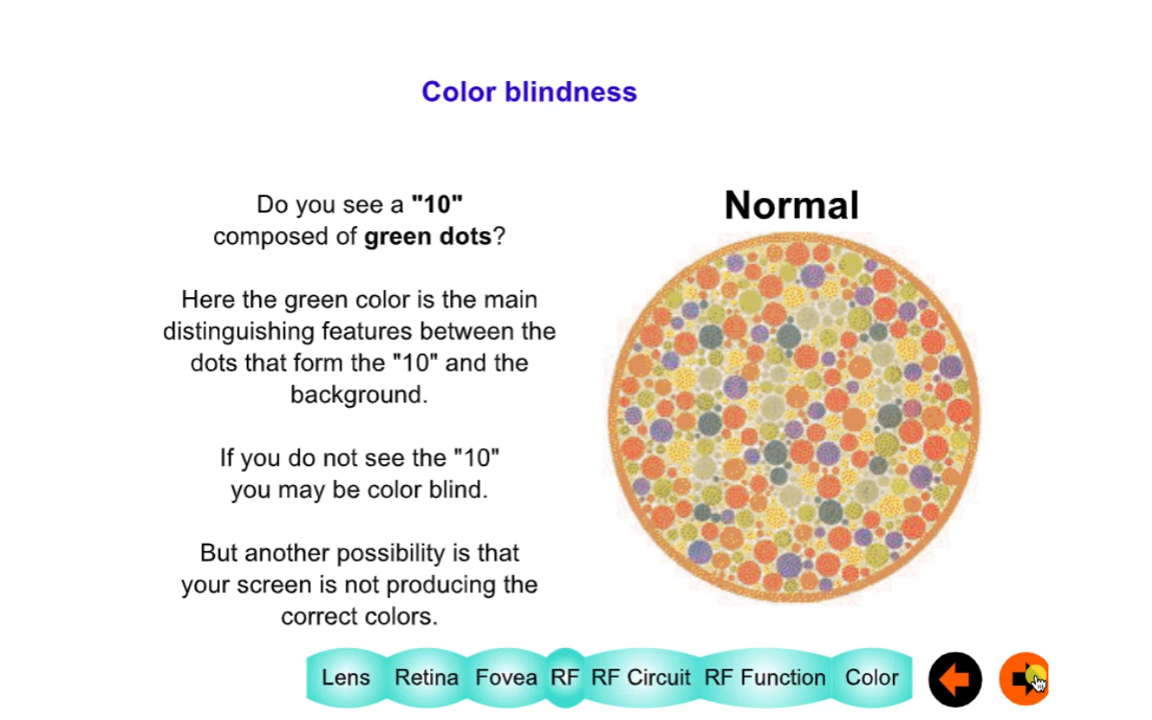 Color blindness
Do you see a "10"
composed of green dots?
Here the green color is the main
distinguishing features between the
dots that form the "10" and the
background.
If you do not see the "10"
you may be color blind.
But another possibility is that
your screen is not producing the
correct colors.
Normal
Lens Retina Fovea RF RF Circuit RF Function Color